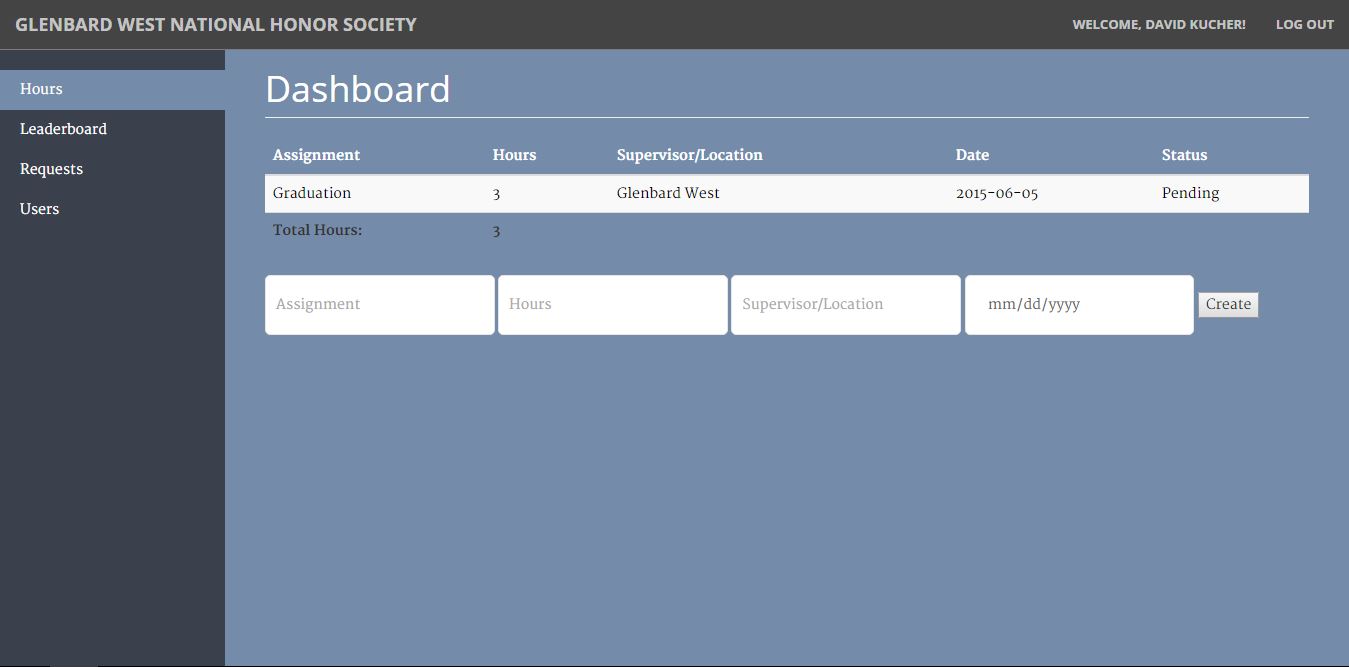 GLENBARD WEST NATIONAL HONOR SOCIETY WELCOME, DAVID KUCHER! LOG OUT
Hours
Leaderboard
Requests
Users
Dashboard
Assignment Hours Supervisor/Location Date Status
Graduation 3 Glenbard West 2015-06-05 Pending
Total Hours: 3
Assignment Hours Supervisor/Location mm/dd/yyyy Create